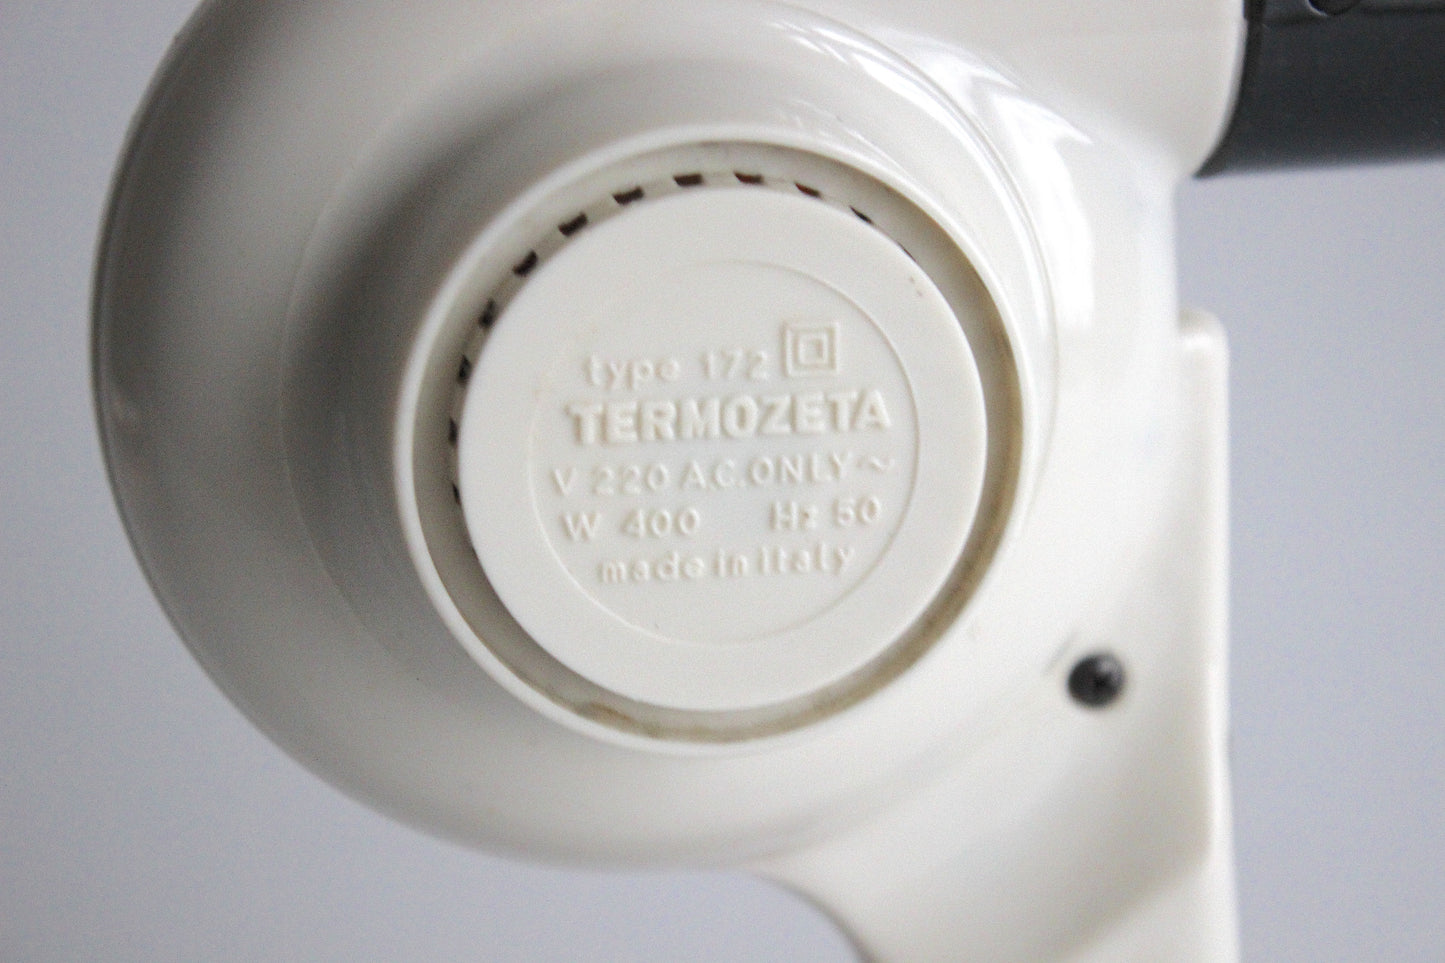 type 172
TERMOZETA
V 220 A.C. ONLY ~
W 400 Hz 50
made in italy